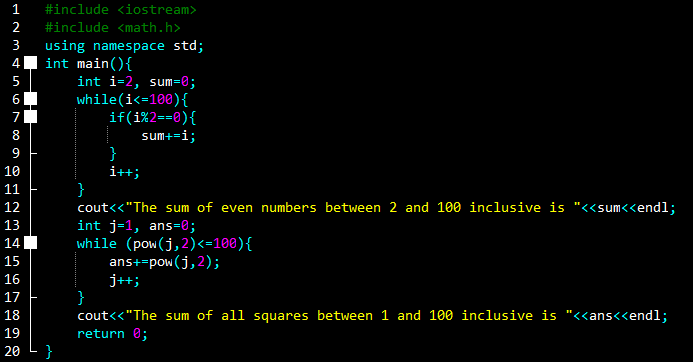 1 #include <iostream>
2 #include <math.h>
3 using namespace std;
4 int main(){
5     int i=2, sum=0;
6     while(i<=100){
7         if(i%2==0){
8             sum+=i;
9         }
10         i++;
11     }
12     cout<<"The sum of even numbers between 2 and 100 inclusive is "<<sum<<endl;
13     int j=1, ans=0;
14     while (pow(j,2)<=100){
15         ans+=pow(j,2);
16         j++;
17     }
18     cout<<"The sum of all squares between 1 and 100 inclusive is "<<ans<<endl;
19     return 0;
20 }